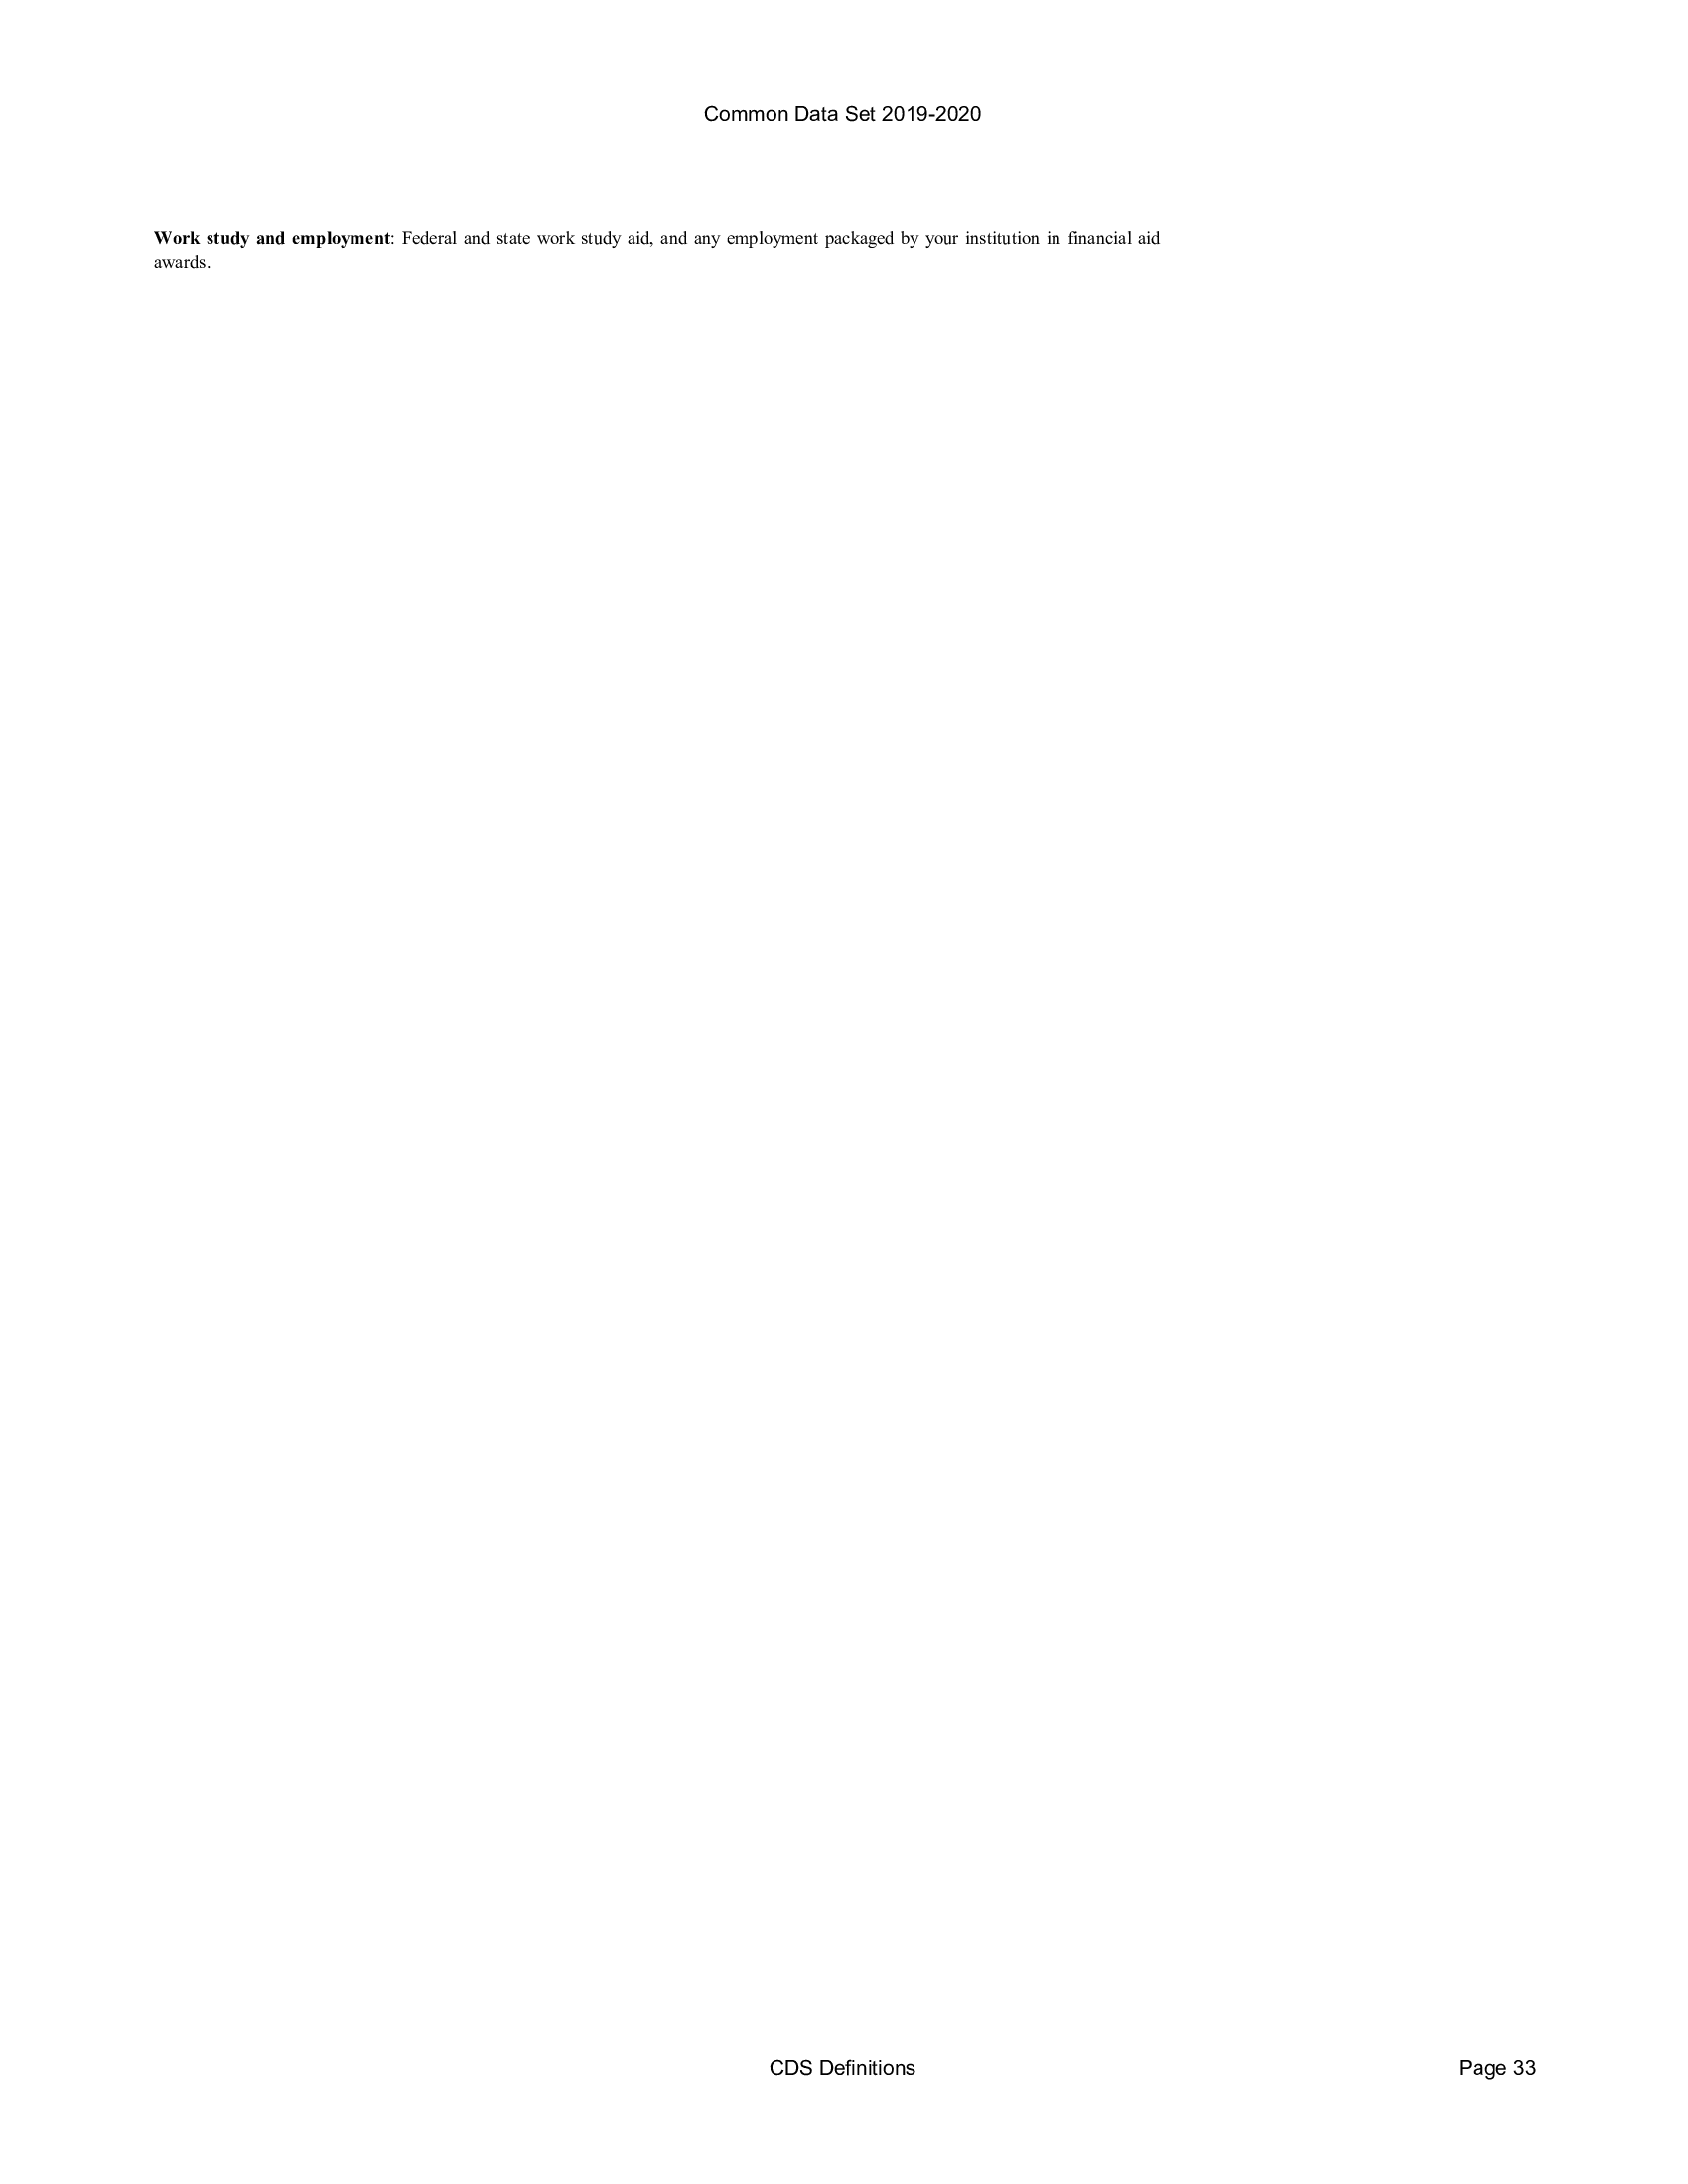 Common Data Set 2019-2020
Work study and employment: Federal and state work study aid, and any employment packaged by your institution in financial aid
awards.
CDS Definitions
Page 33